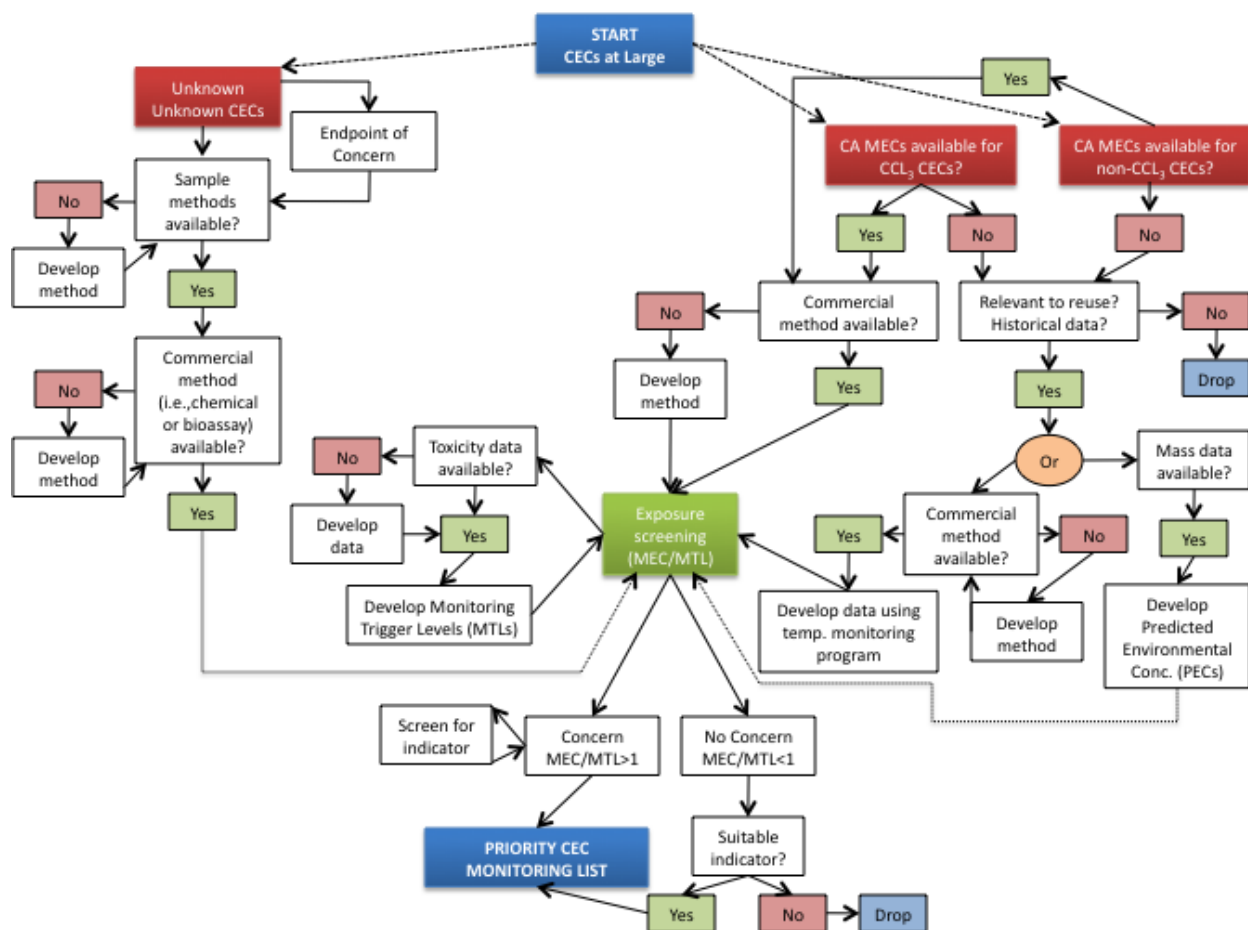 START
CECs at Large
Unknown
Unknown CECs
Endpoint of
Concern
Sample
methods
available?
No
Develop
method
Yes
Commercial
method
(i.e.,chemical
or bioassay)
available?
No
Develop
method
Yes
Yes
CA MECs available for
CCL3 CECs?
CA MECs available for
non-CCL3 CECs?
Yes
No
No
Commercial
method available?
No
Develop
method
Yes
Relevant to reuse?
Historical data?
No
Drop
Yes
Or
Mass data
available?
Yes
Develop
Predicted
Environmental
Conc. (PECs)
Commercial
method
available?
No
Develop
method
Yes
Develop data using
temp. monitoring
program
Toxicity data
available?
No
Develop
data
Yes
Develop Monitoring
Trigger Levels (MTLs)
Exposure
screening
(MEC/MTL)
Screen for
indicator
Concern
MEC/MTL>1
No Concern
MEC/MTL<1
PRIORITY CEC
MONITORING LIST
Suitable
indicator?
Yes
No
Drop